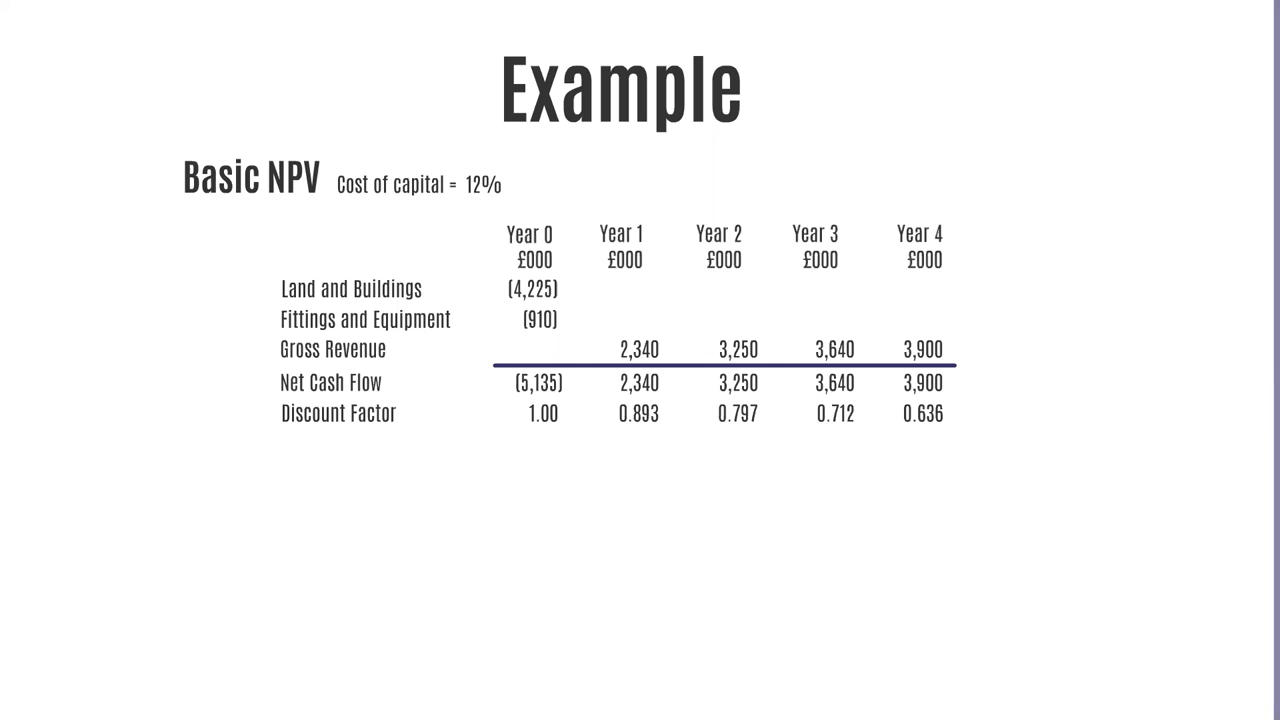 Example
Basic NPV Cost of capital = 12%
Year 0 Year 1 Year 2 Year 3 Year 4
£000 £000 £000 £000 £000
Land and Buildings (4,225)
Fittings and Equipment (910)
Gross Revenue 2,340 3,250 3,640 3,900
Net Cash Flow (5,135) 2,340 3,250 3,640 3,900
Discount Factor 1.00 0.893 0.797 0.712 0.636